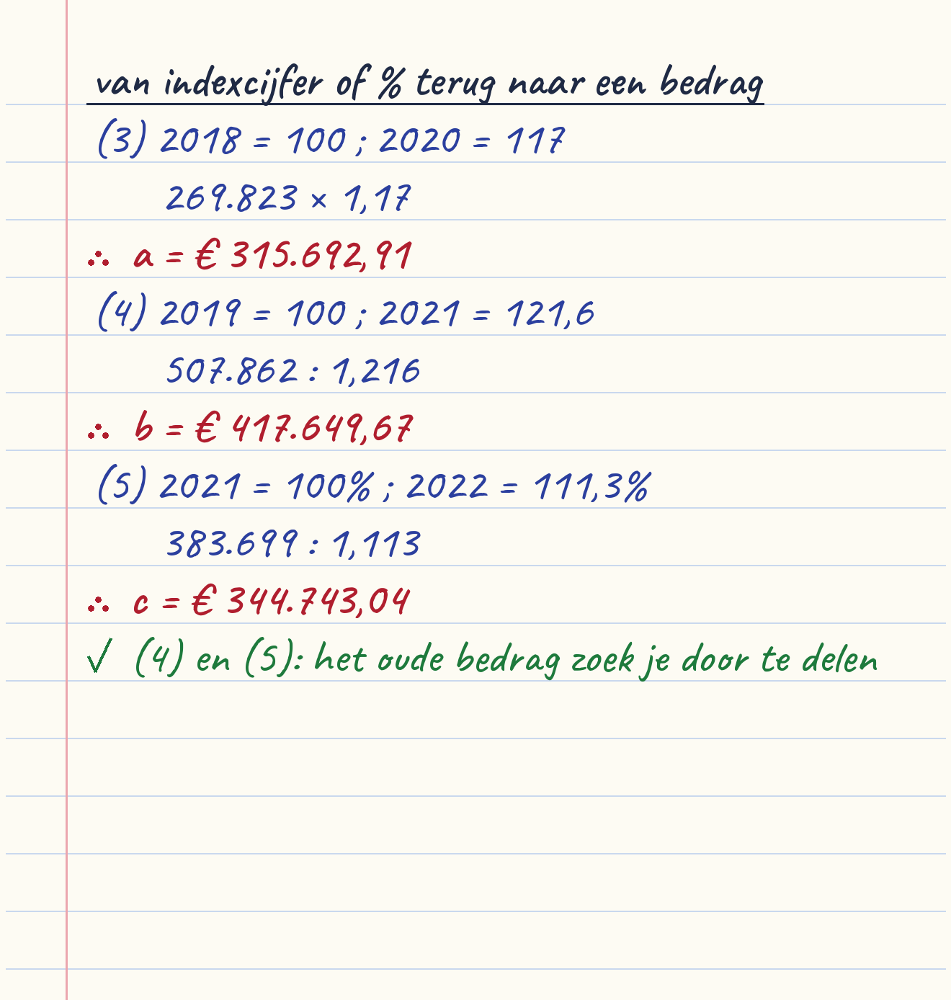 van indexcijfer of % terug naar een bedrag
(3) 2018 = 100 ; 2020 = 117
269.823 × 1,17
∴ a = € 315.692,91
(4) 2019 = 100 ; 2021 = 121,6
507.862 : 1,216
∴ b = € 417.649,67
(5) 2021 = 100% ; 2022 = 111,3%
383.699 : 1,113
∴ c = € 344.743,04
✓ (4) en (5): het oude bedrag zoek je door te delen